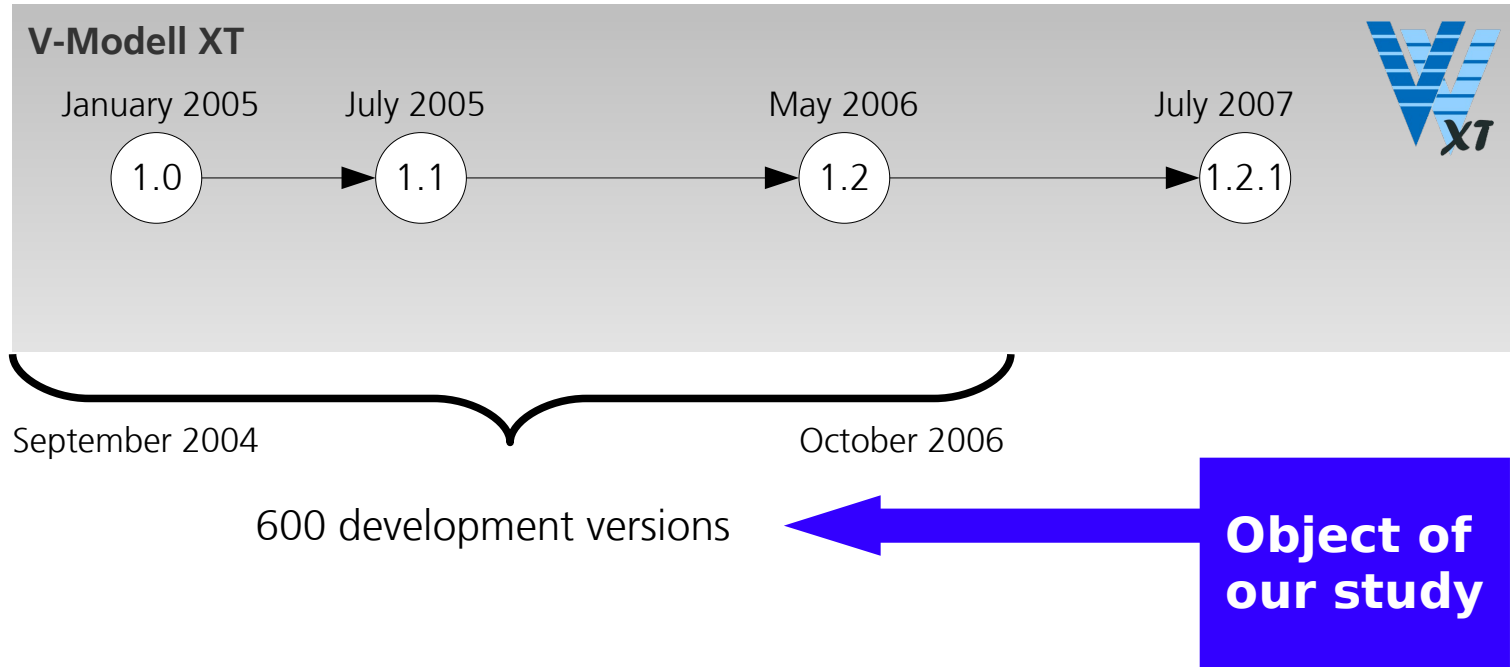 V-Modell XT
January 2005
July 2005
May 2006
July 2007
XT
1.0
1.1
1.2
1.2.1
September 2004
October 2006
600 development versions
Object of
our study